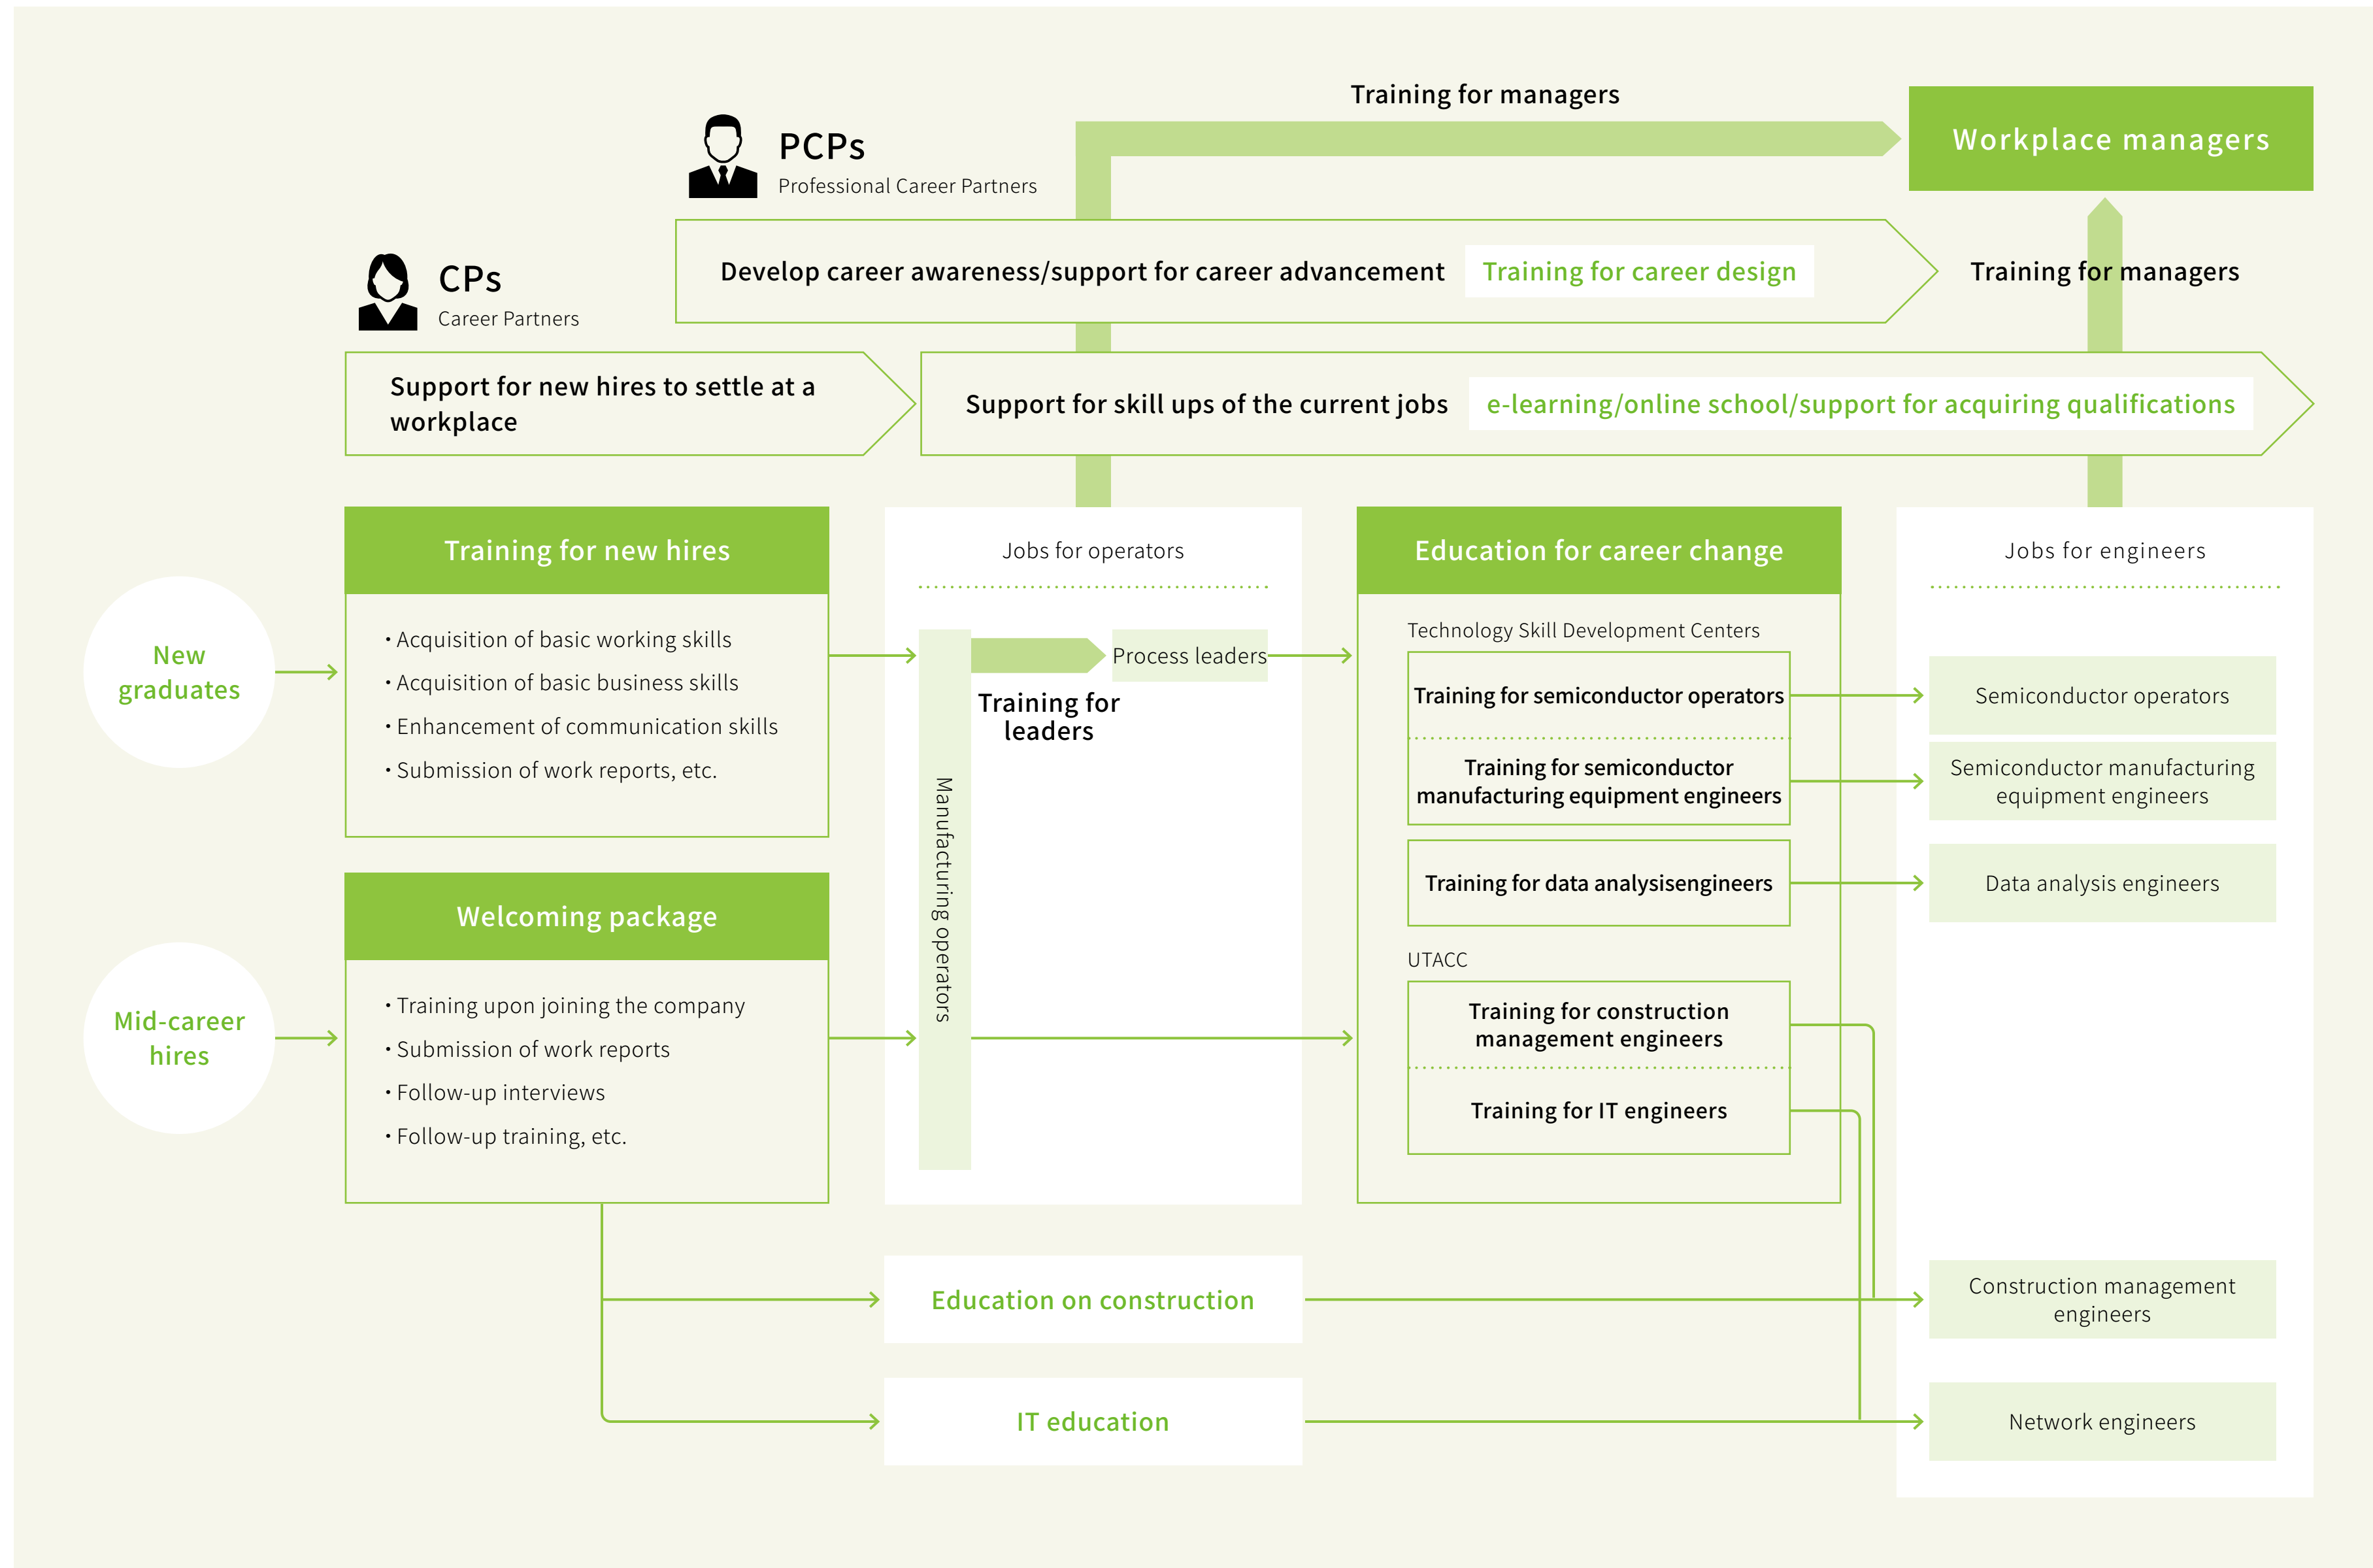 Training for managers
Workplace managers
PCPs
Professional Career Partners
Develop career awareness/support for career advancement
Training for career design
Training for managers
CPs
Career Partners
Support for new hires to settle at a
workplace
Support for skill ups of the current jobs
e-learning/online school/support for acquiring qualifications
New
graduates
Training for new hires
・Acquisition of basic working skills
・Acquisition of basic business skills
・Enhancement of communication skills
・Submission of work reports, etc.
Mid-career
hires
Welcoming package
・Training upon joining the company
・Submission of work reports
・Follow-up interviews
・Follow-up training, etc.
Jobs for operators
Manufacturing operators
Process leaders
Training for
leaders
Education for career change
Technology Skill Development Centers
Training for semiconductor operators
Training for semiconductor
manufacturing equipment engineers
Training for data analysisengineers
UTACC
Training for construction
management engineers
Training for IT engineers
Jobs for engineers
Semiconductor operators
Semiconductor manufacturing
equipment engineers
Data analysis engineers
Education on construction
Construction management
engineers
IT education
Network engineers